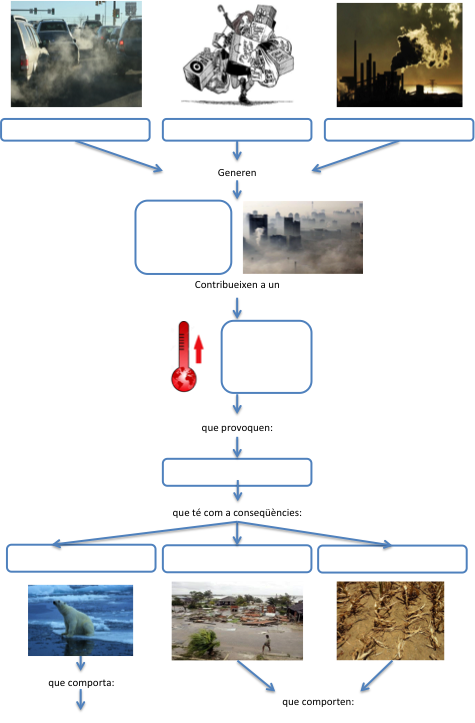 Generen
Contribueixen a un
que provoquen:
que té com a conseqüències:
que comporta:
que comporten: